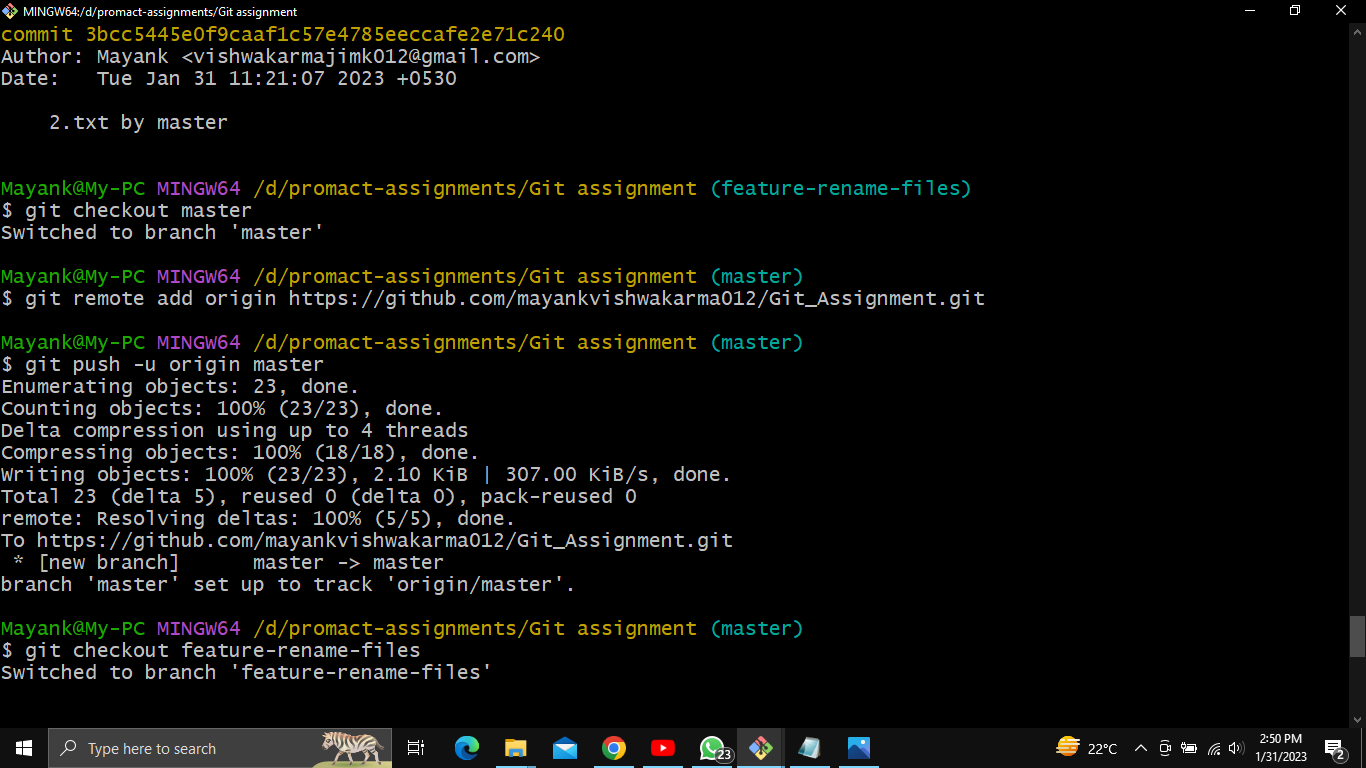 MINGW64:/d/promact-assignments/Git assignment
commit 3bcc5445e0f9caaf1c57e4785eeccafe2e71c240
Author: Mayank <vishwakarmajimk012@gmail.com>
Date:   Tue Jan 31 11:21:07 2023 +0530
    2.txt by master
Mayank@My-PC MINGW64 /d/promact-assignments/Git assignment (feature-rename-files)
$ git checkout master
Switched to branch 'master'
Mayank@My-PC MINGW64 /d/promact-assignments/Git assignment (master)
$ git remote add origin https://github.com/mayankvishwakarma012/Git_Assignment.git
Mayank@My-PC MINGW64 /d/promact-assignments/Git assignment (master)
$ git push -u origin master
Enumerating objects: 23, done.
Counting objects: 100% (23/23), done.
Delta compression using up to 4 threads
Compressing objects: 100% (18/18), done.
Writing objects: 100% (23/23), 2.10 KiB | 307.00 KiB/s, done.
Total 23 (delta 5), reused 0 (delta 0), pack-reused 0
remote: Resolving deltas: 100% (5/5), done.
To https://github.com/mayankvishwakarma012/Git_Assignment.git
 * [new branch]      master -> master
branch 'master' set up to track 'origin/master'.
Mayank@My-PC MINGW64 /d/promact-assignments/Git assignment (master)
$ git checkout feature-rename-files
Switched to branch 'feature-rename-files'
Type here to search
23
22°C
2:50 PM
1/31/2023
2